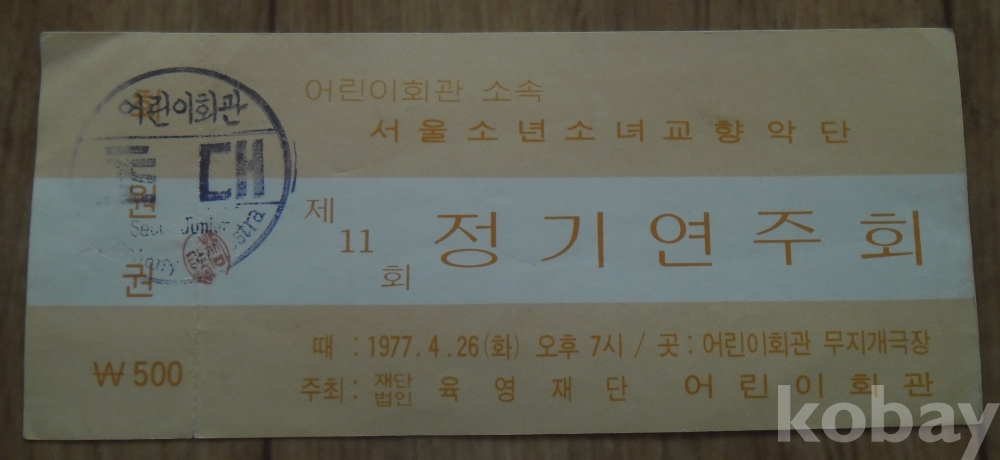 어린이회관
대
원
권
₩ 500
어린이회관 소속
서울소년소녀교향악단
제 11 회 정기연주회
때 : 1977. 4. 26 (화) 오후 7시 / 곳 : 어린이회관 무지개극장
주최 : 재단법인 육영재단 어린이회관
kobay